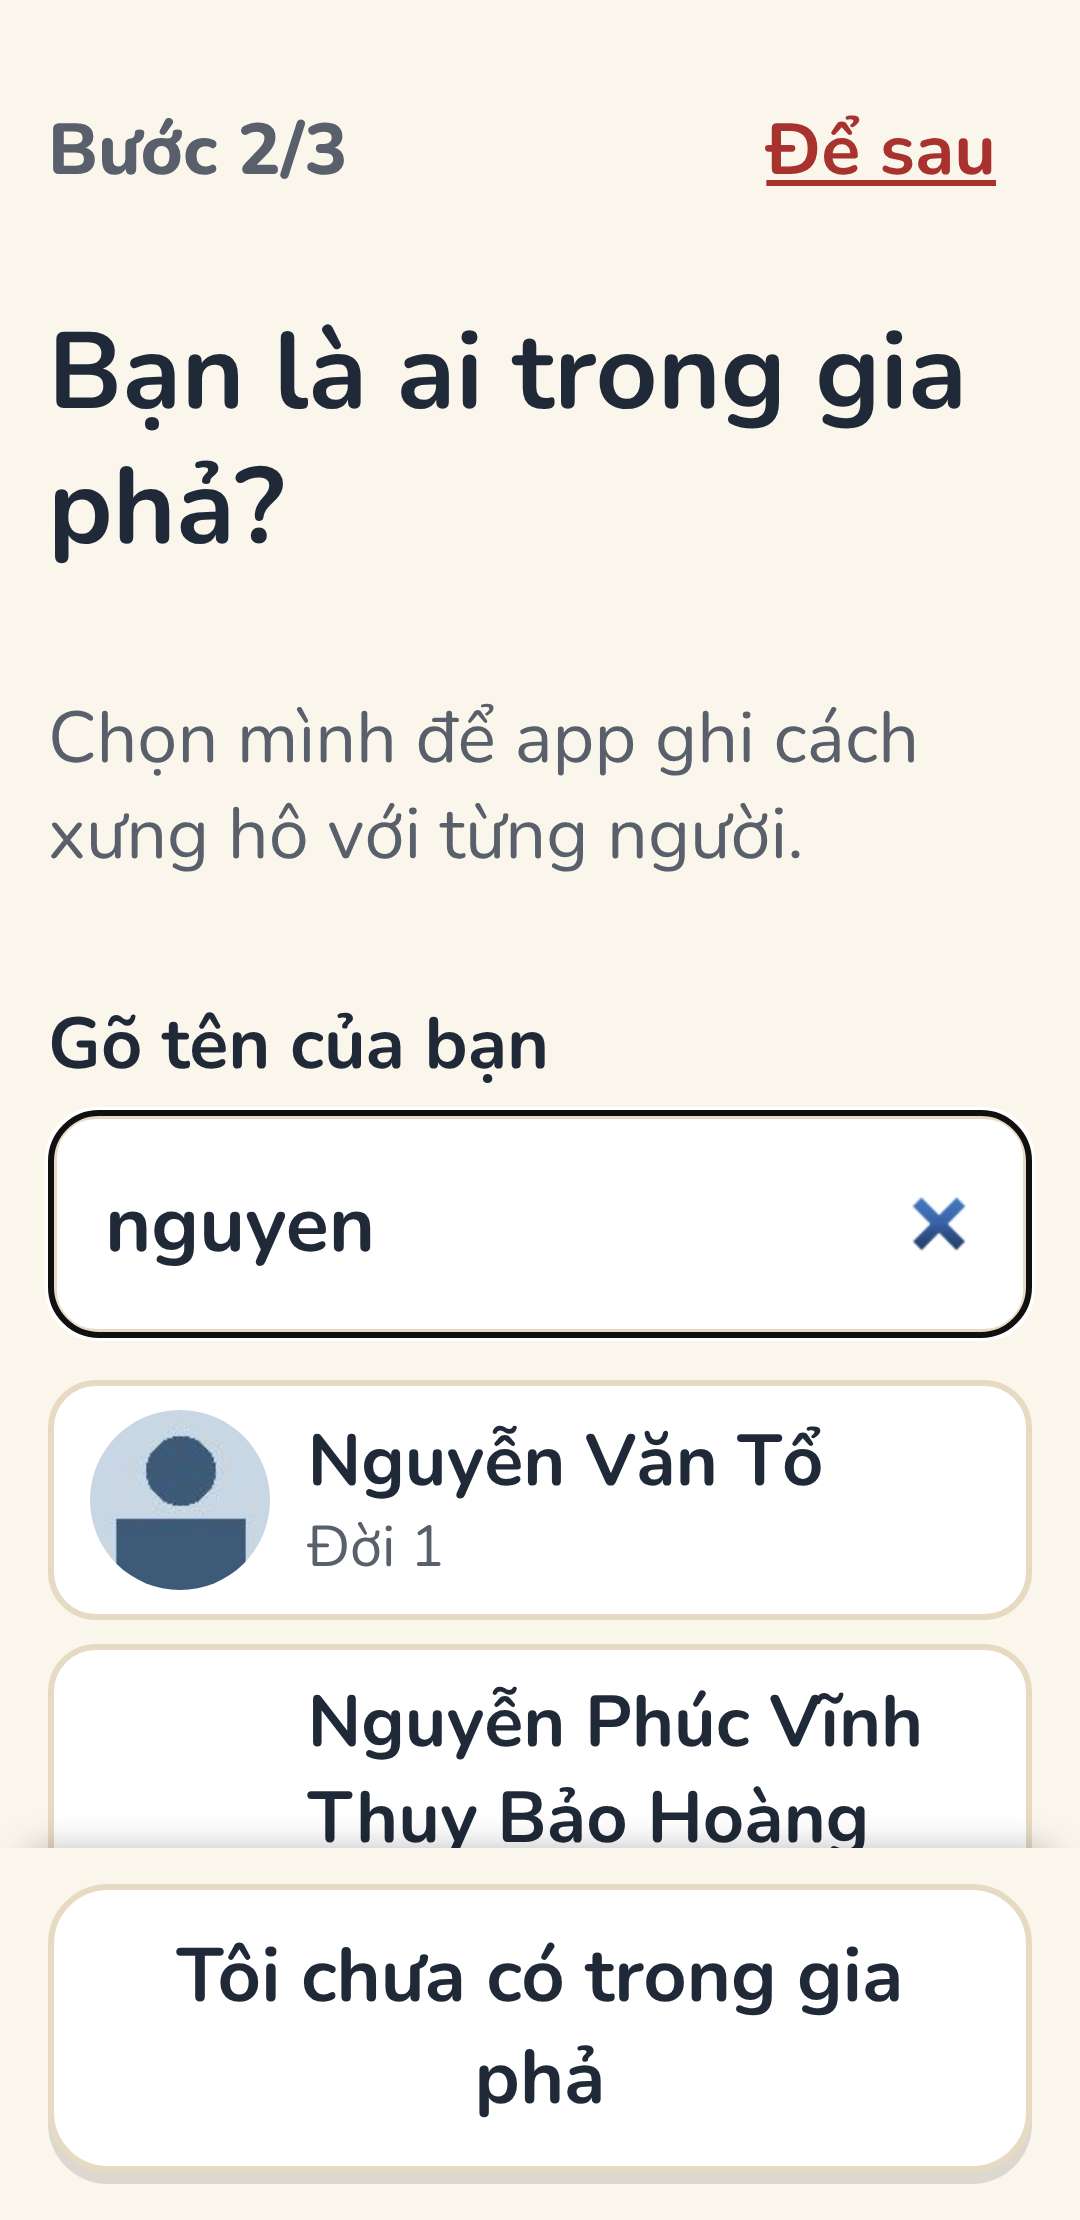 Bước 2/3
Để sau
Bạn là ai trong gia
phả?
Chọn mình để app ghi cách
xưng hô với từng người.
Gõ tên của bạn
nguyen
Nguyễn Văn Tổ
Đời 1
Nguyễn Phúc Vĩnh
Thuy Bảo Hoàng
Tôi chưa có trong gia
phả